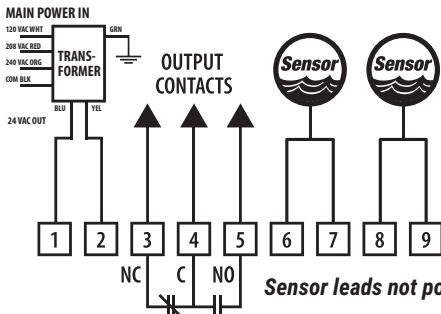 MAIN POWER IN
120 VAC WHT
GRN
208 VAC RED
240 VAC ORG
COM BLK
TRANS-
FORMER
BLU YEL
24 VAC OUT
OUTPUT
CONTACTS
Sensor
Sensor
1 2 3 4 5 6 7 8 9
NC C NO
Sensor leads not po